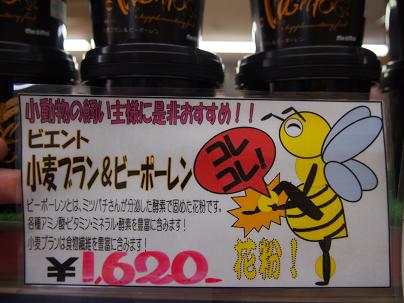 小動物の飼い主様に是非おすすめ！！
ビエント
小麦ブラン＆ビーポーレン
コレ
コレ！
ビーポーレンとは、ミツバチさんが分泌した酵素で固めた花粉です。
各種アミノ酸・ビタミン・ミネラル・酵素を豊富に含みます！
小麦ブランは食物繊維を豊富に含みます！
花粉！
￥1,620-